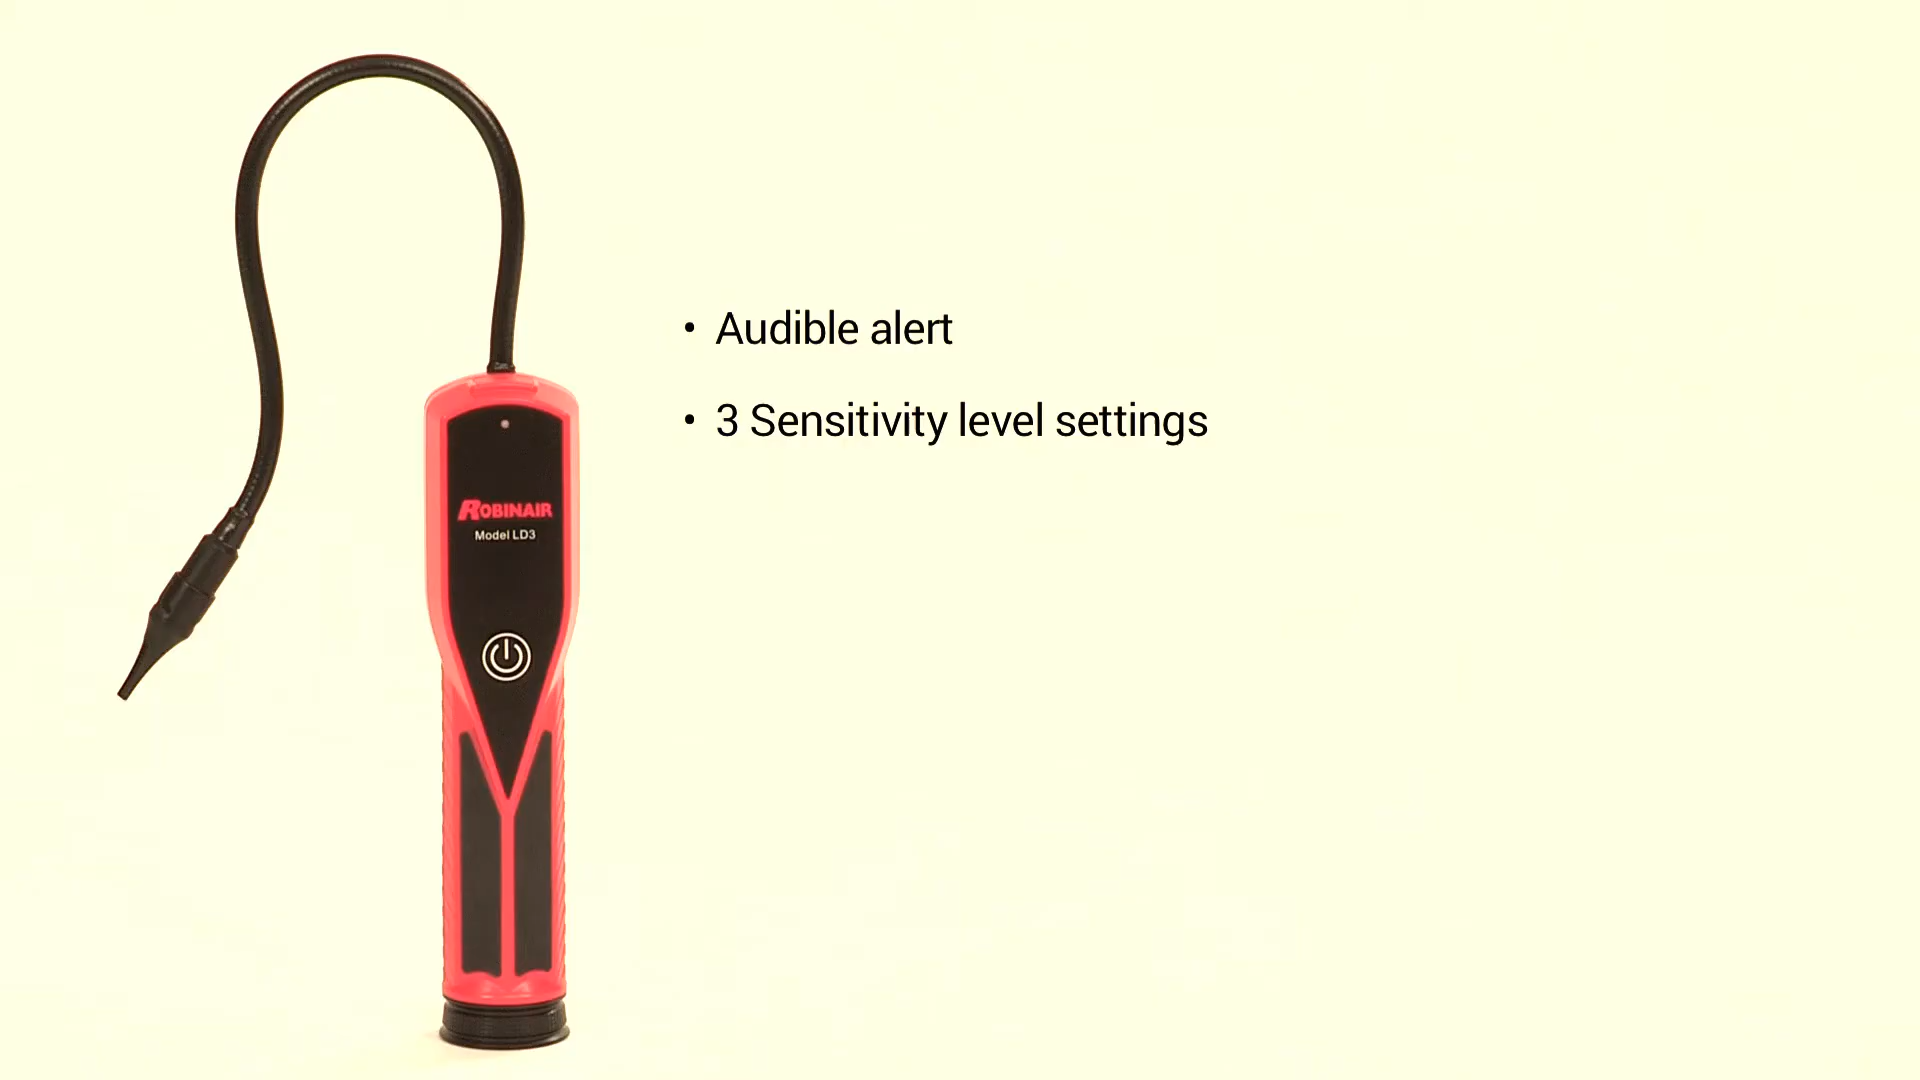 • Audible alert
• 3 Sensitivity level settings
ROBINAIR
Model LD3